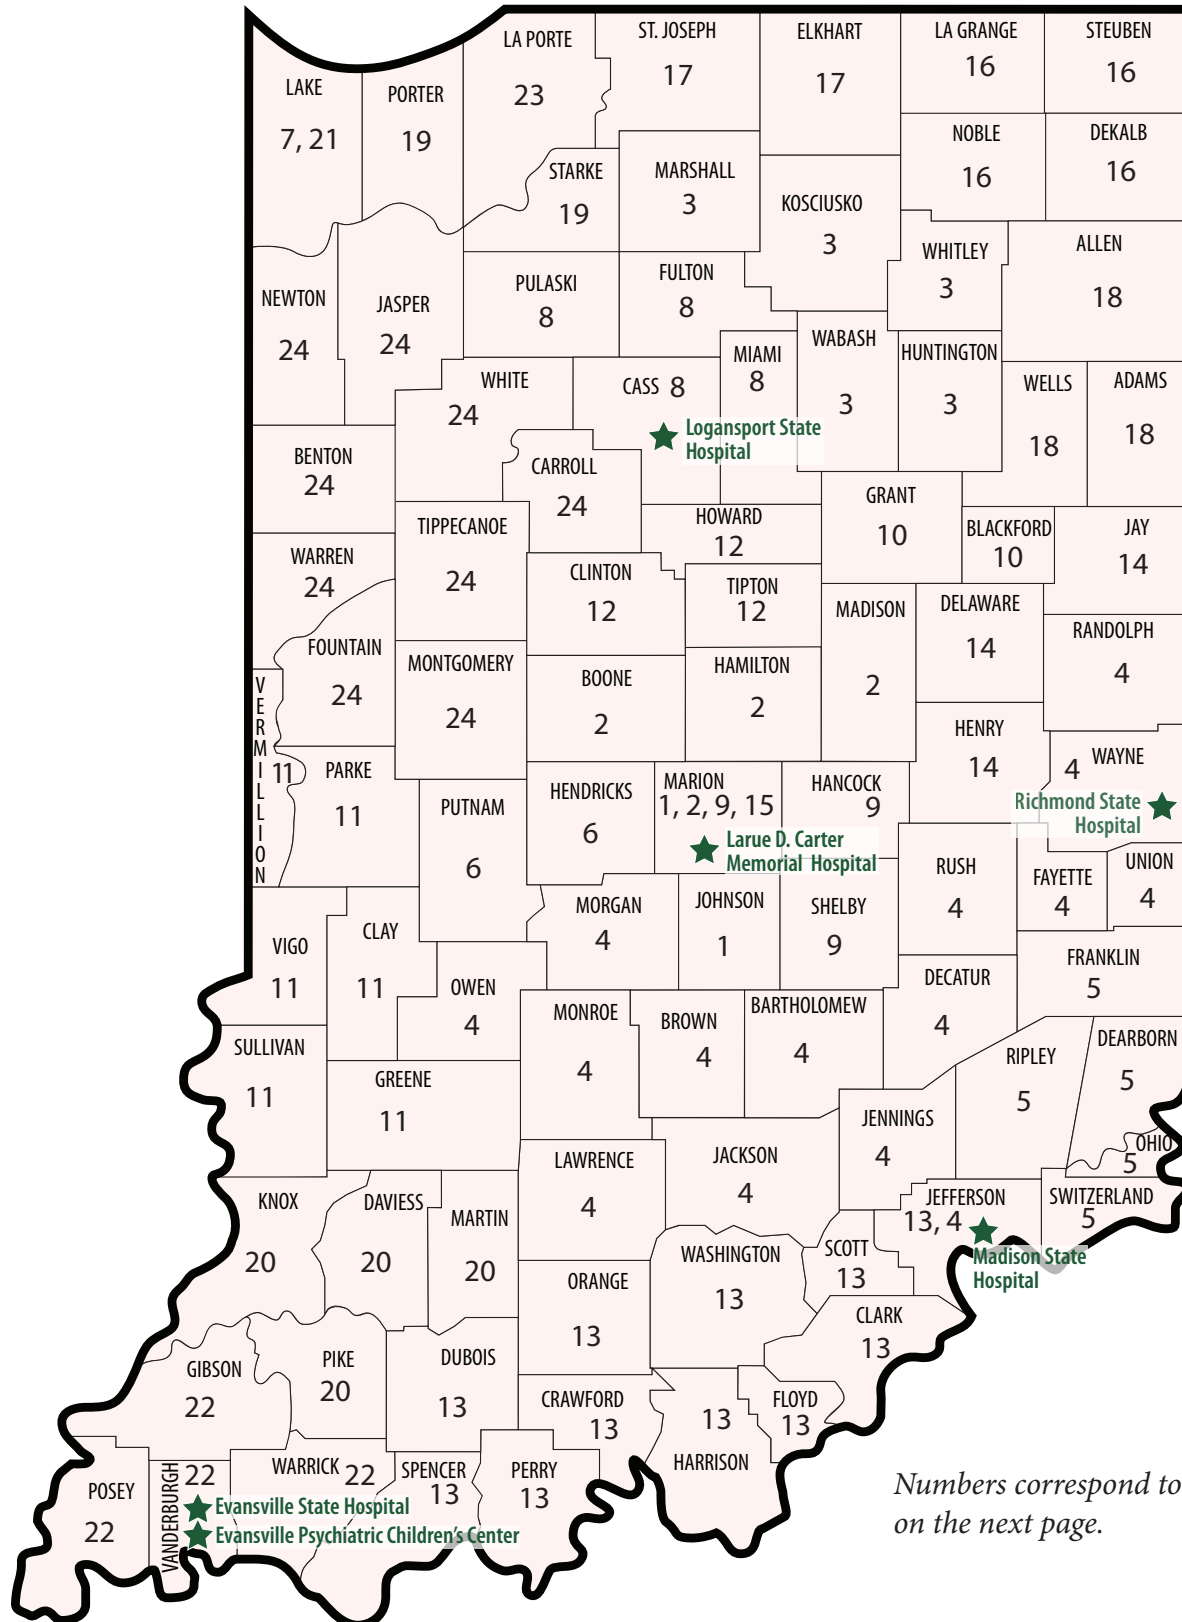 LA PORTE
23
ST. JOSEPH
17
ELKHART
17
LA GRANGE
16
STEUBEN
16
LAKE
7, 21
PORTER
19
NOBLE
16
DEKALB
16
STARKE
19
MARSHALL
3
KOSCIUSKO
3
WHITLEY
3
ALLEN
18
NEWTON
24
JASPER
24
PULASKI
8
FULTON
8
MIAMI
8
WABASH
3
HUNTINGTON
3
WELLS
18
ADAMS
18
WHITE
24
CASS 8
Logansport State
Hospital
BENTON
24
CARROLL
24
GRANT
10
BLACKFORD
10
JAY
14
TIPPECANOE
24
HOWARD
12
WARREN
24
CLINTON
12
TIPTON
12
MADISON
2
DELAWARE
14
RANDOLPH
4
FOUNTAIN
24
MONTGOMERY
24
BOONE
2
HAMILTON
2
HENRY
14
4 WAYNE
Richmond State
Hospital
VERMILLION
11
PARKE
11
PUTNAM
6
HENDRICKS
6
MARION
1, 2, 9, 15
HANCOCK
9
Larue D. Carter
Memorial Hospital
RUSH
4
FAYETTE
4
UNION
4
VIGO
11
CLAY
11
MORGAN
4
JOHNSON
1
SHELBY
9
FRANKLIN
5
OWEN
4
MONROE
4
BROWN
4
BARTHOLOMEW
4
DECATUR
4
RIPLEY
5
DEARBORN
5
SULLIVAN
11
GREENE
11
JENNINGS
4
OHIO
5
LAWRENCE
4
JACKSON
4
JEFFERSON
13, 4
SWITZERLAND
5
Madison State
Hospital
KNOX
20
DAVIESS
20
MARTIN
20
WASHINGTON
13
SCOTT
13
ORANGE
13
CLARK
13
GIBSON
22
PIKE
20
DUBOIS
13
CRAWFORD
13
13
HARRISON
FLOYD
13
POSEY
22
VANDERBURGH
22
WARRICK 22
SPENCER
13
PERRY
13
Evansville State Hospital
Evansville Psychiatric Children's Center
Numbers correspond to
on the next page.